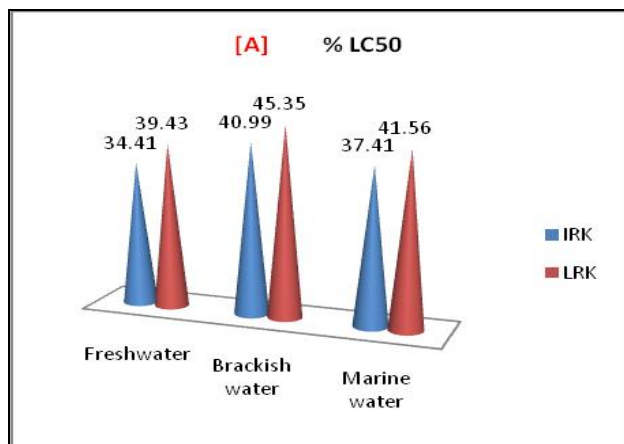 [A] % LC50
34.41
39.43
40.99
45.35
37.41
41.56
IRK
LRK
Freshwater
Brackish
water
Marine
water